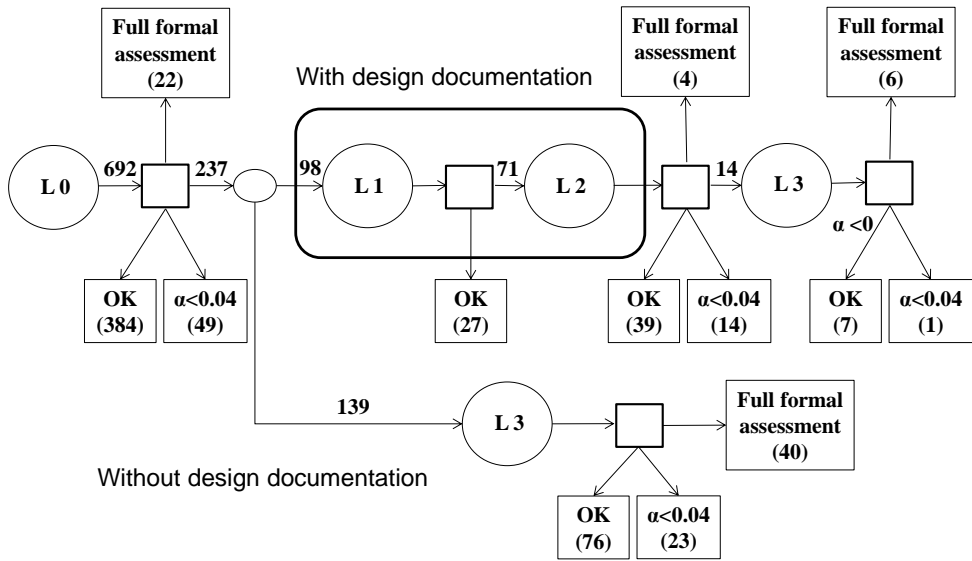 Full formal
assessment
(22)
With design documentation
Full formal
assessment
(4)
Full formal
assessment
(6)
L 0
692
237
98
L 1
71
L 2
14
L 3
α <0
OK
(384)
α<0.04
(49)
OK
(27)
OK
(39)
α<0.04
(14)
OK
(7)
α<0.04
(1)
139
L 3
Full formal
assessment
(40)
Without design documentation
OK
(76)
α<0.04
(23)